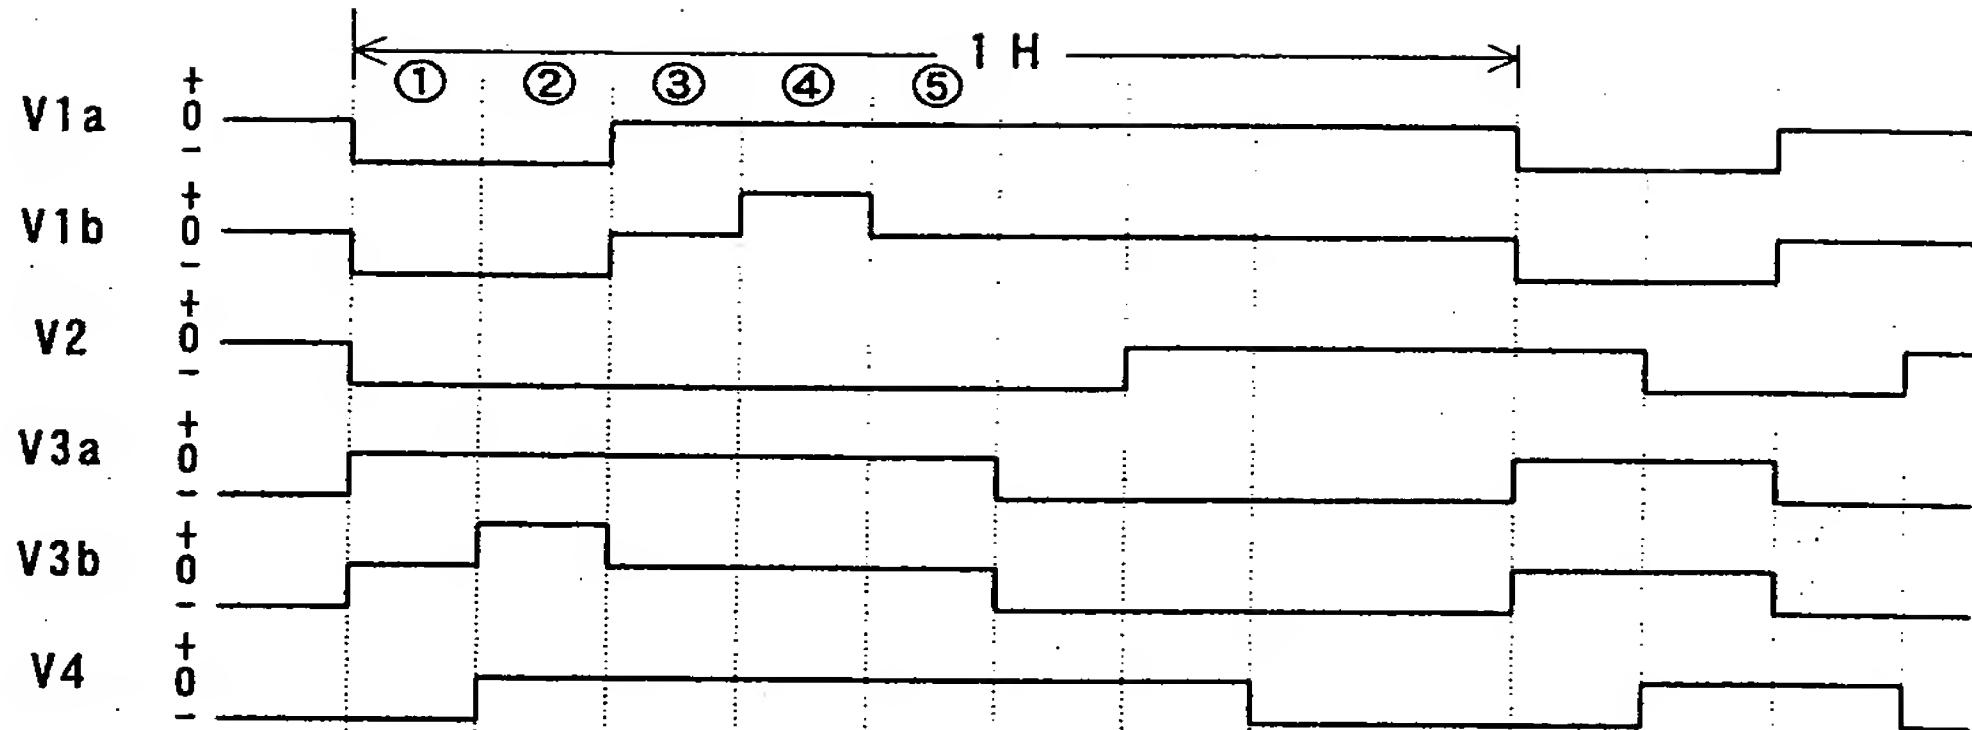 1H
① ② ③ ④ ⑤
V1a + 0 -
V1b + 0 -
V2 + 0 -
V3a + 0 -
V3b + 0 -
V4 + 0 -